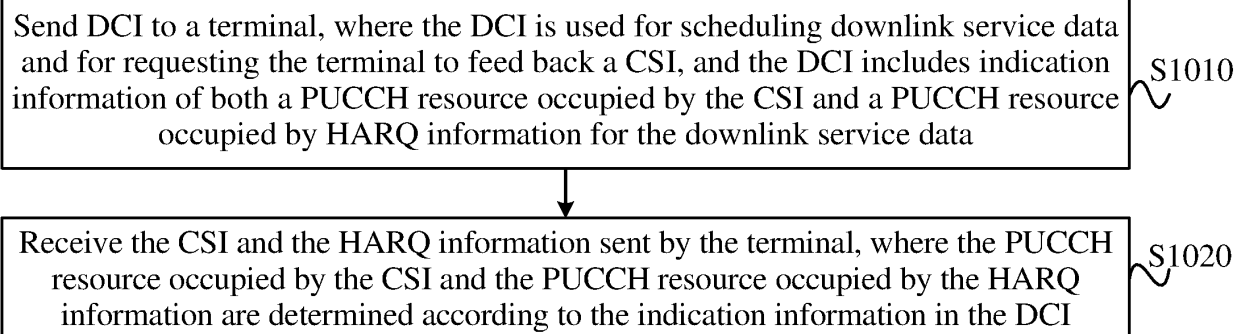 Send DCI to a terminal, where the DCI is used for scheduling downlink service data
and for requesting the terminal to feed back a CSI, and the DCI includes indication
information of both a PUCCH resource occupied by the CSI and a PUCCH resource
occupied by HARQ information for the downlink service data
S1010
Receive the CSI and the HARQ information sent by the terminal, where the PUCCH
resource occupied by the CSI and the PUCCH resource occupied by the HARQ
information are determined according to the indication information in the DCI
S1020